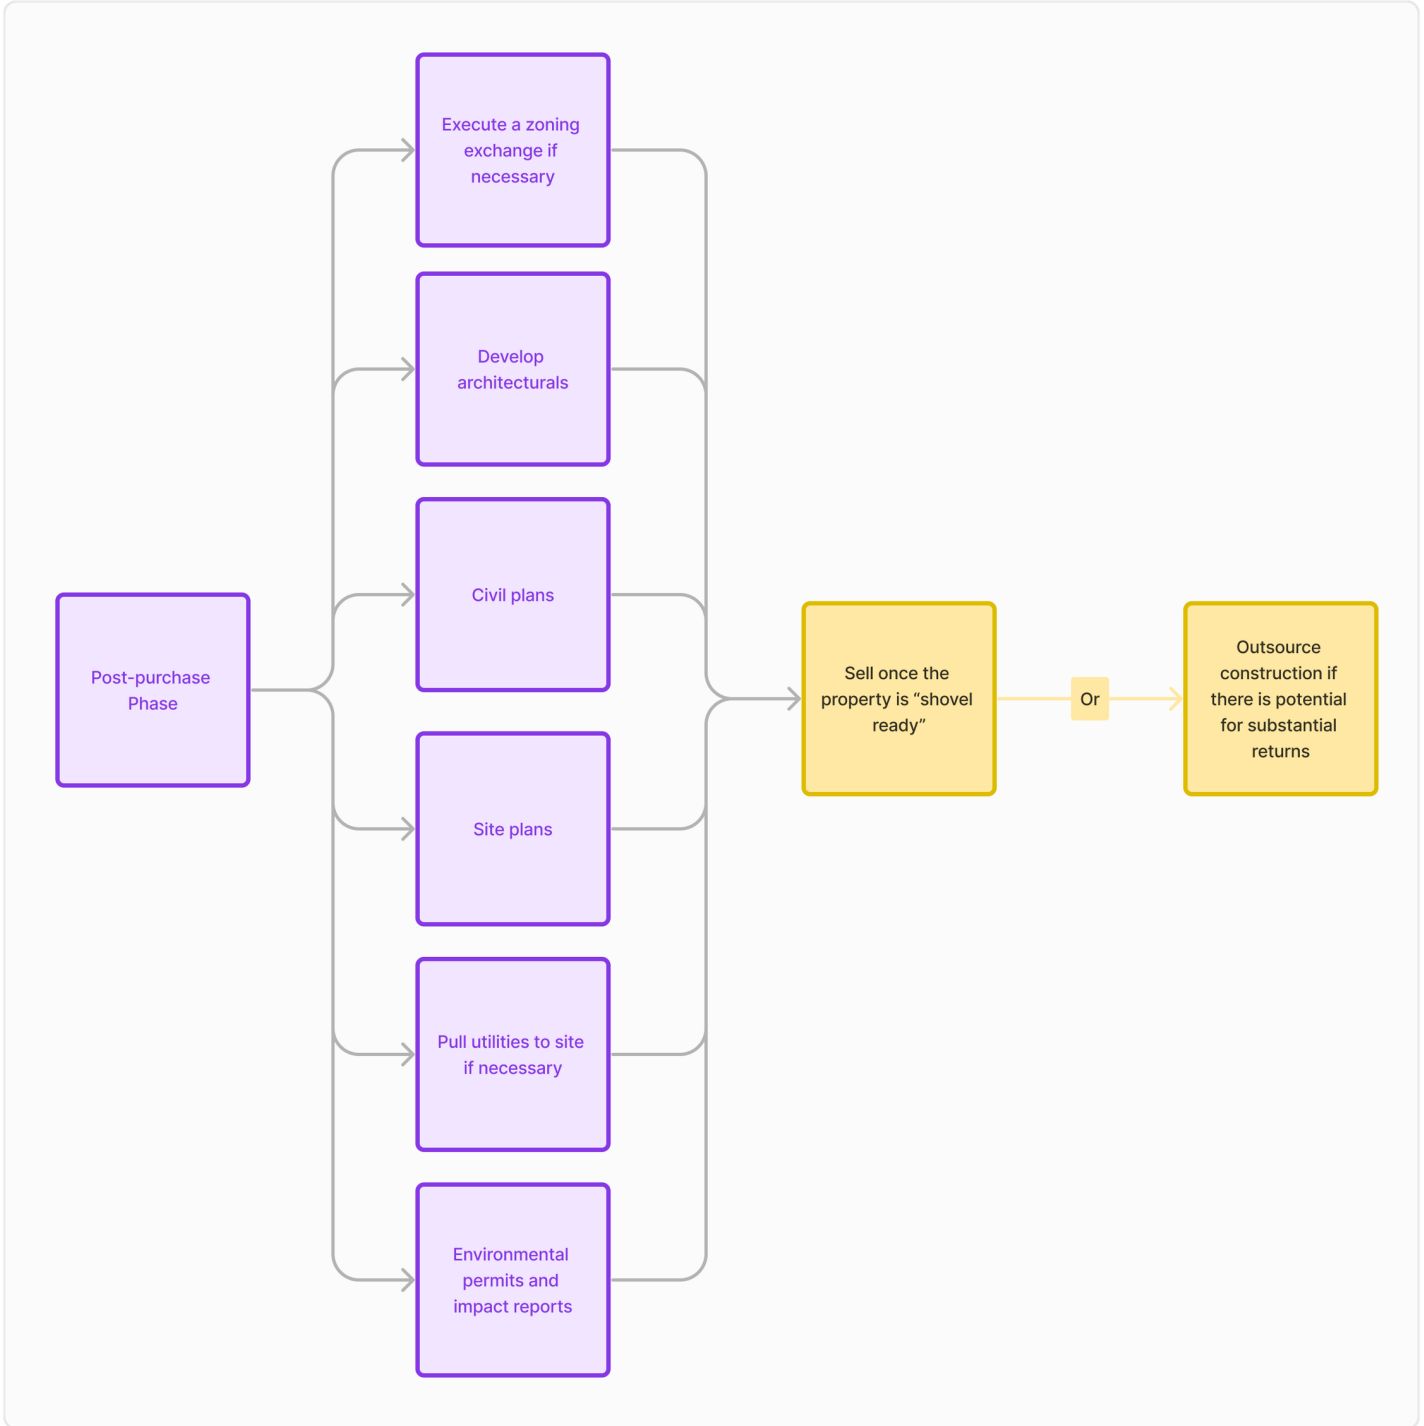 Post-purchase
Phase
Execute a zoning
exchange if
necessary
Develop
architecturals
Civil plans
Site plans
Pull utilities to site
if necessary
Environmental
permits and
impact reports
Sell once the
property is “shovel
ready”
Or
Outsource
construction if
there is potential
for substantial
returns